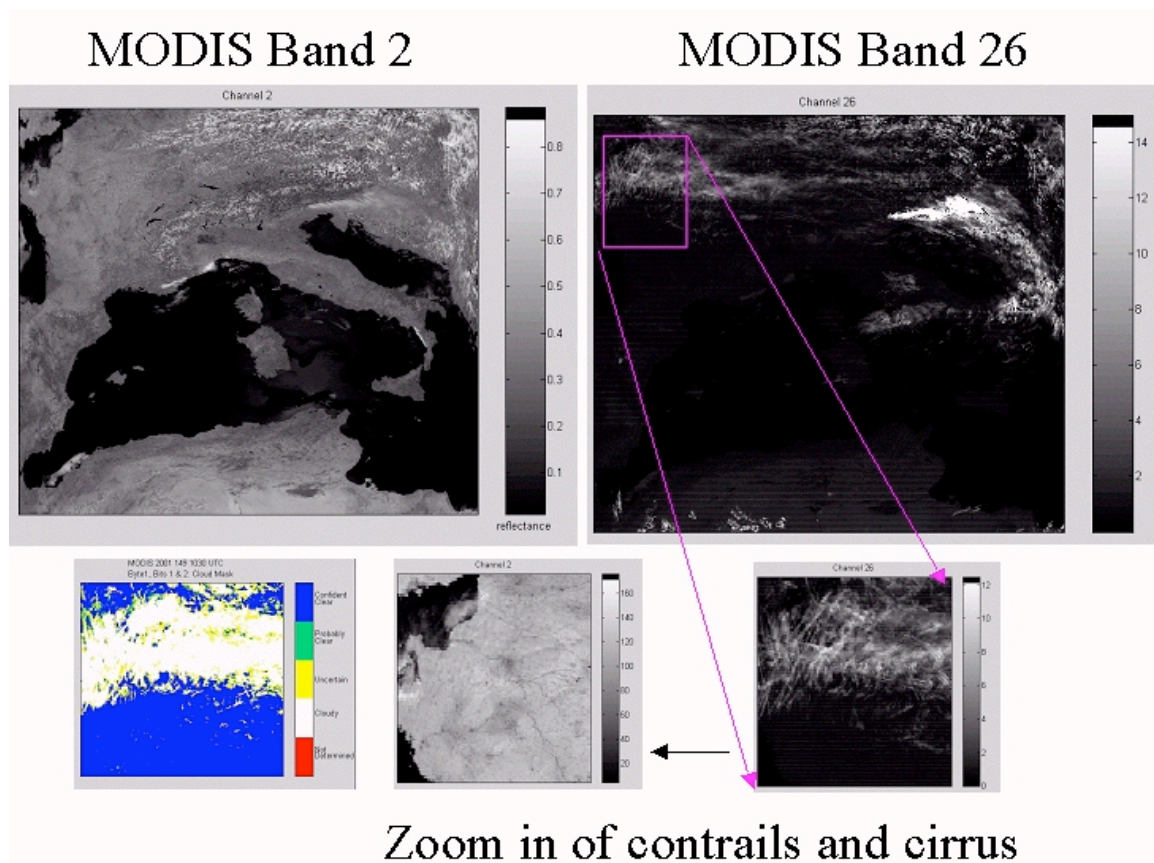 MODIS Band 2
MODIS Band 26
Channel 2
0.8
0.7
0.6
0.5
0.4
0.3
0.2
0.1
reflectance
Channel 26
14
12
10
8
6
4
2
MODIS 2001 149 1030 UTC
Byte1, Bits 1 & 2: Cloud Mask
Confident
Clear
Probably
Clear
Uncertain
Cloudy
Not
Determined
Channel 2
160
140
120
100
80
60
40
20
Channel 26
12
10
8
6
4
2
0
Zoom in of contrails and cirrus